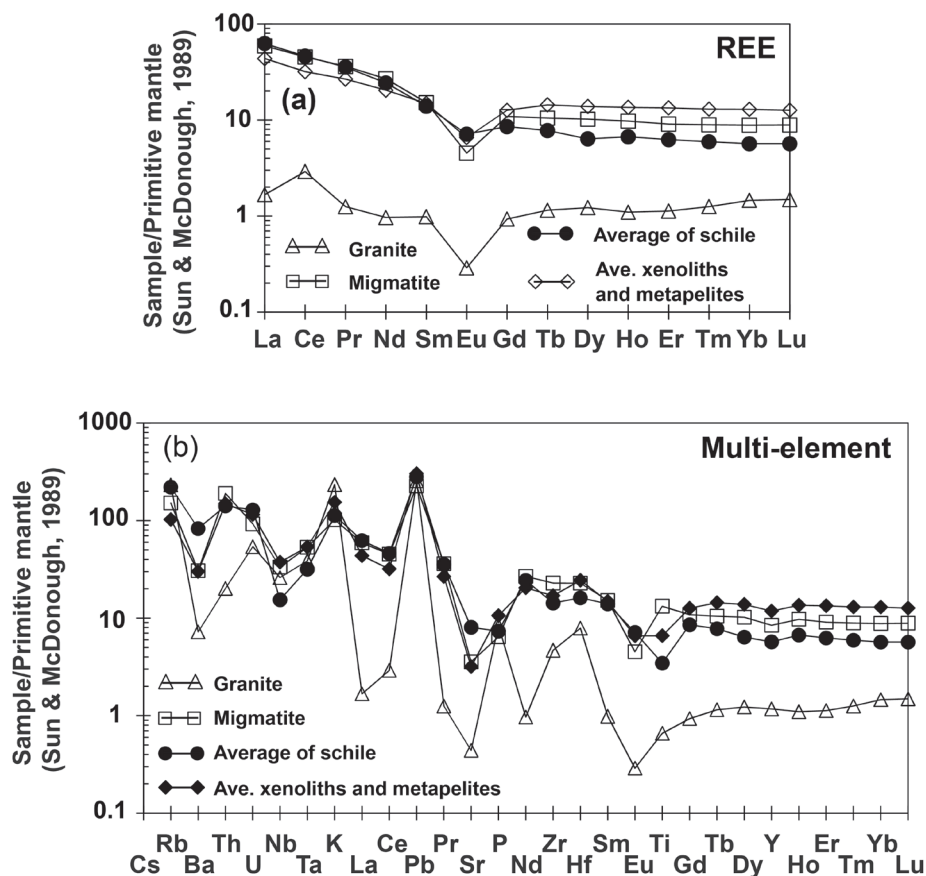 100
REE
(a)
10
1
0.1
Sample/Primitive mantle
(Sun & McDonough, 1989)
Granite
Migmatite
Average of schile
Ave. xenoliths
and metapelites
La Ce Pr Nd Sm Eu Gd Tb Dy Ho Er Tm Yb Lu
1000
(b)
Multi-element
100
10
1
0.1
Sample/Primitive mantle
(Sun & McDonough, 1989)
Granite
Migmatite
Average of schile
Ave. xenoliths and metapelites
Rb Th Nb K Ce Pr P Zr Sm Ti Tb Y Er Yb
Cs Ba U Ta La Pb Sr Nd Hf Eu Gd Dy Ho Tm Lu